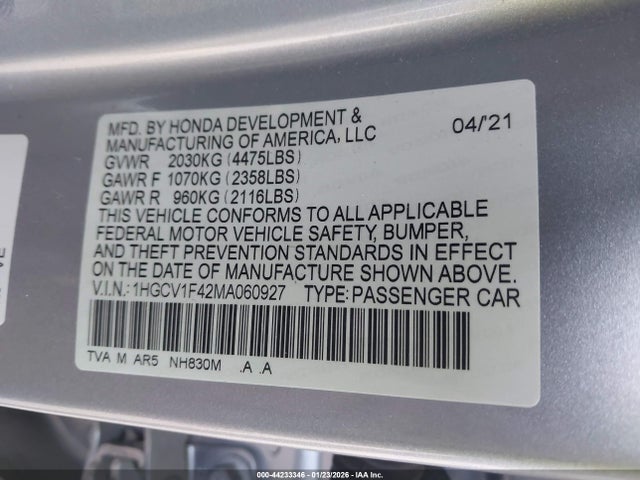 MFD. BY HONDA DEVELOPMENT &
MANUFACTURING OF AMERICA, LLC 04/'21
GVWR 2030KG (4475LBS)
GAWR F 1070KG (2358LBS)
GAWR R 960KG (2116LBS)
THIS VEHICLE CONFORMS TO ALL APPLICABLE
FEDERAL MOTOR VEHICLE SAFETY, BUMPER,
AND THEFT PREVENTION STANDARDS IN EFFECT
ON THE DATE OF MANUFACTURE SHOWN ABOVE.
V.I.N.: 1HGCV1F42MA060927 TYPE: PASSENGER CAR
TVA M AR5 NH830M .A .A
000-44233346 | 01/23/2026 | IAA Inc.